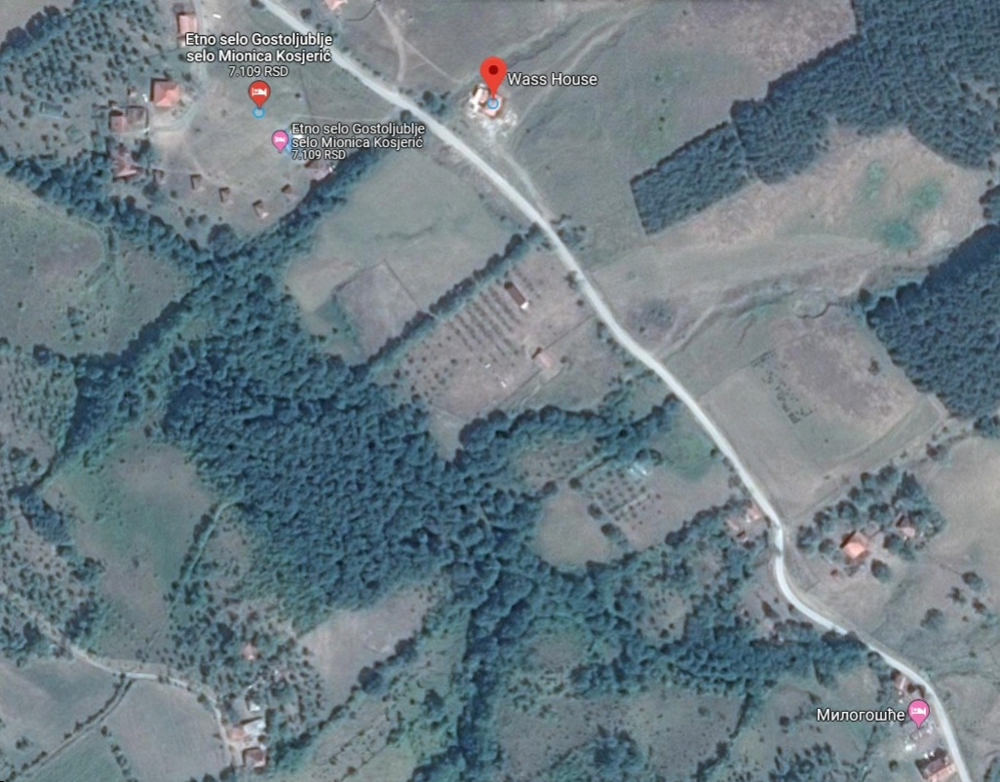 Etno selo Gostoljublje
selo Mionica Kosjerić
7.109 RSD
Wass House
Etno selo Gostoljublje
selo Mionica Kosjerić
7.109 RSD
Милогошће